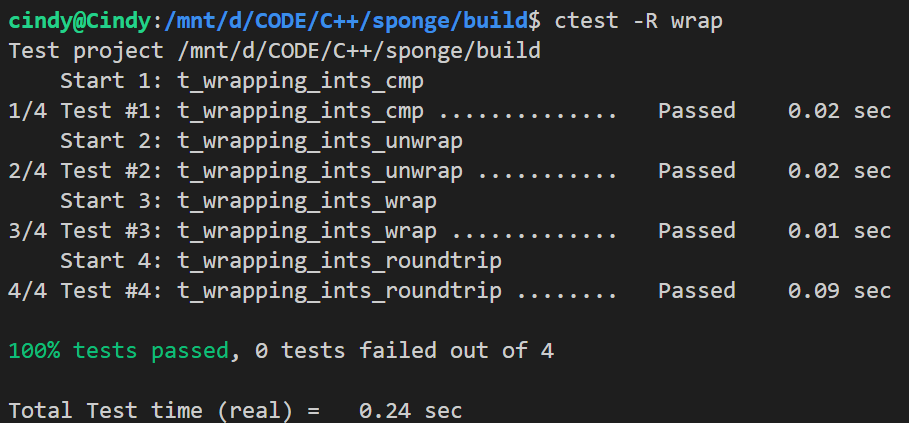 cindy@Cindy:/mnt/d/CODE/C++/sponge/build$ ctest -R wrap
Test project /mnt/d/CODE/C++/sponge/build
    Start 1: t_wrapping_ints_cmp
1/4 Test #1: t_wrapping_ints_cmp ..............   Passed    0.02 sec
    Start 2: t_wrapping_ints_unwrap
2/4 Test #2: t_wrapping_ints_unwrap ...........   Passed    0.02 sec
    Start 3: t_wrapping_ints_wrap
3/4 Test #3: t_wrapping_ints_wrap .............   Passed    0.01 sec
    Start 4: t_wrapping_ints_roundtrip
4/4 Test #4: t_wrapping_ints_roundtrip ........   Passed    0.09 sec

100% tests passed, 0 tests failed out of 4

Total Test time (real) =   0.24 sec